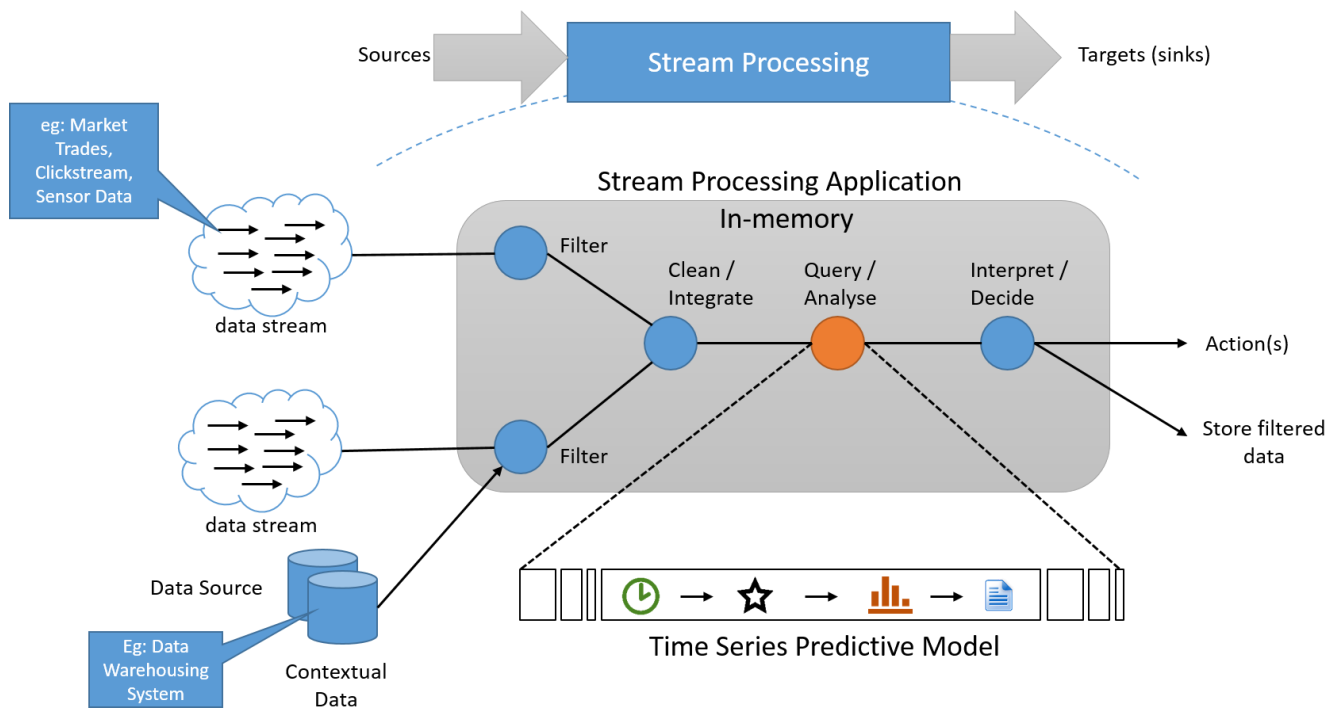 Sources
Stream Processing
Targets (sinks)
eg: Market
Trades,
Clickstream,
Sensor Data
Stream Processing Application
In-memory
data stream
Filter
Clean /
Integrate
Query /
Analyse
Interpret /
Decide
Action(s)
Store filtered
data
Filter
data stream
Data Source
Eg: Data
Warehousing
System
Contextual
Data
Time Series Predictive Model